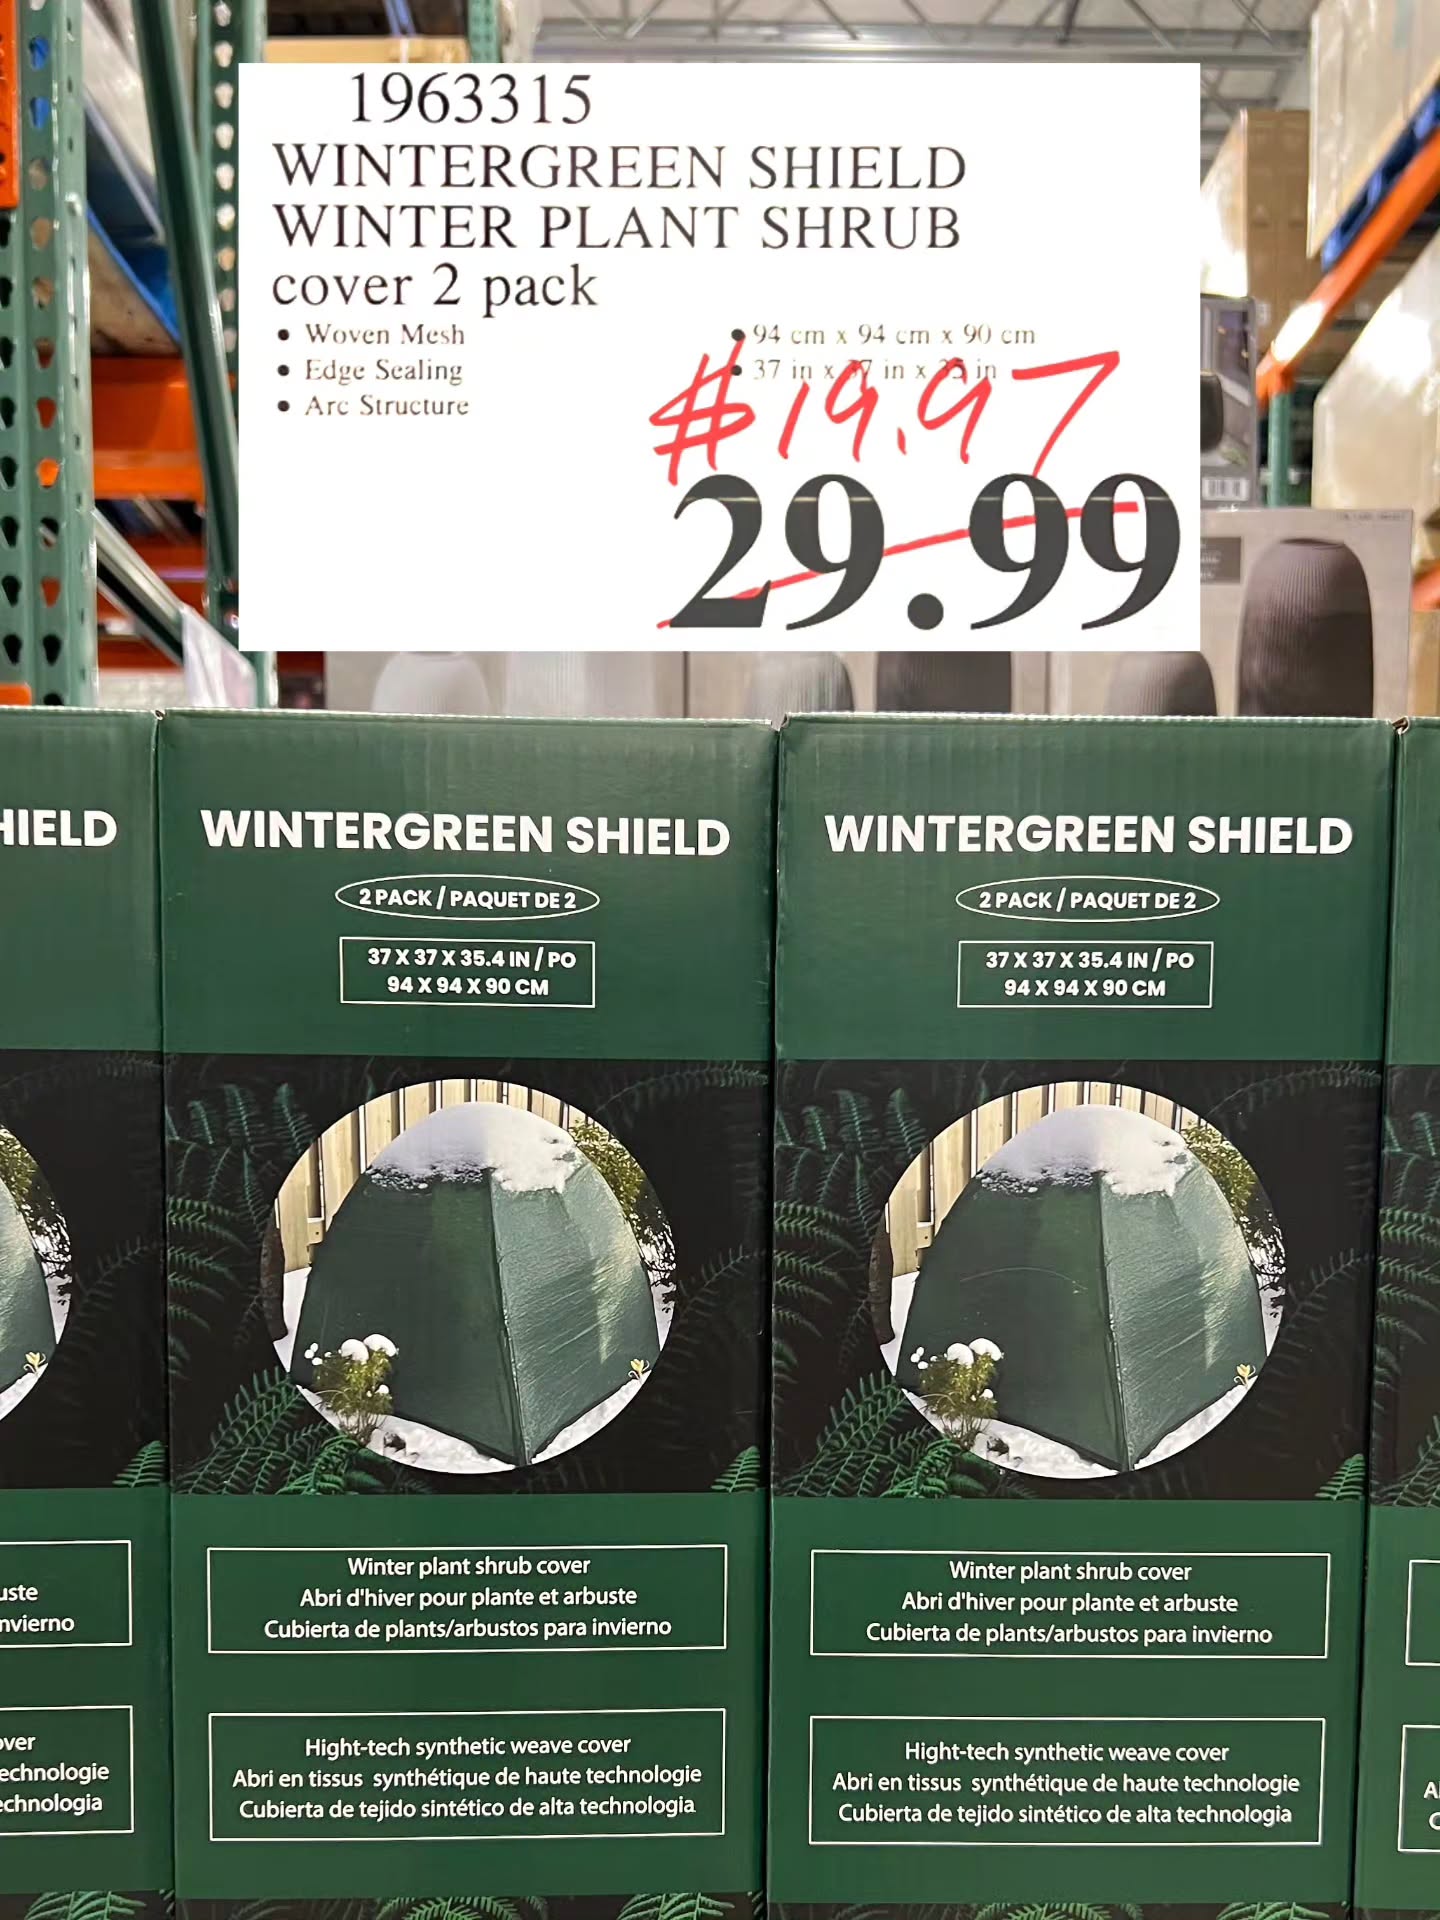 1963315
WINTERGREEN SHIELD
WINTER PLANT SHRUB
cover 2 pack
• Woven Mesh
• Edge Sealing
• Arc Structure
• 94 cm x 94 cm x 90 cm
• 37 in x 37 in x 35 in
$19.97
29.99
HIELD
WINTERGREEN SHIELD
2 PACK / PAQUET DE 2
37 X 37 X 35.4 IN / PO
94 X 94 X 90 CM
WINTERGREEN SHIELD
2 PACK / PAQUET DE 2
37 X 37 X 35.4 IN / PO
94 X 94 X 90 CM
uste
nvierno
Winter plant shrub cover
Abri d'hiver pour plante et arbuste
Cubierta de plants/arbustos para invierno
Winter plant shrub cover
Abri d'hiver pour plante et arbuste
Cubierta de plants/arbustos para invierno
over
echnologie
echnologia
Hight-tech synthetic weave cover
Abri en tissus synthétique de haute technologie
Cubierta de tejido sintético de alta technologia
Hight-tech synthetic weave cover
Abri en tissus synthétique de haute technologie
Cubierta de tejido sintético de alta technologia